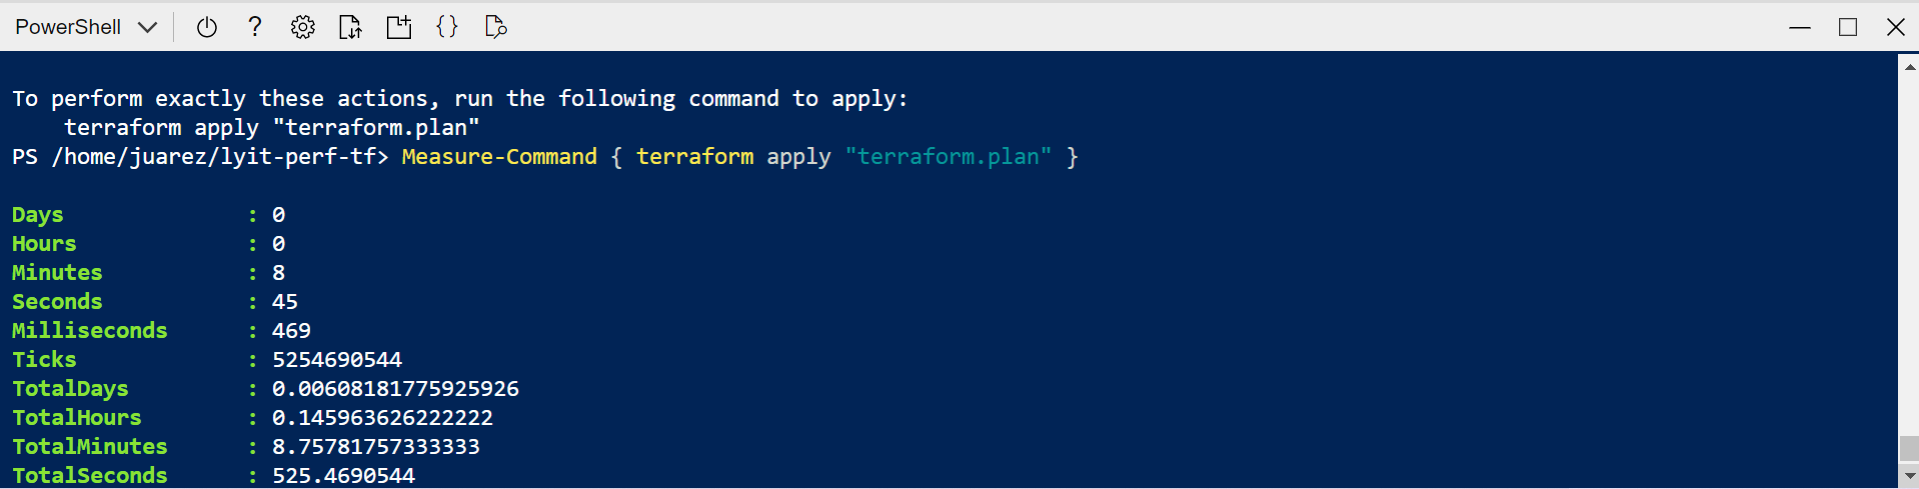 PowerShell
To perform exactly these actions, run the following command to apply:
    terraform apply "terraform.plan"
PS /home/juarez/lyit-perf-tf> Measure-Command { terraform apply "terraform.plan" }
Days              : 0
Hours             : 0
Minutes           : 8
Seconds           : 45
Milliseconds      : 469
Ticks             : 5254690544
TotalDays         : 0.00608181775925926
TotalHours        : 0.145963626222222
TotalMinutes      : 8.75781757333333
TotalSeconds      : 525.4690544